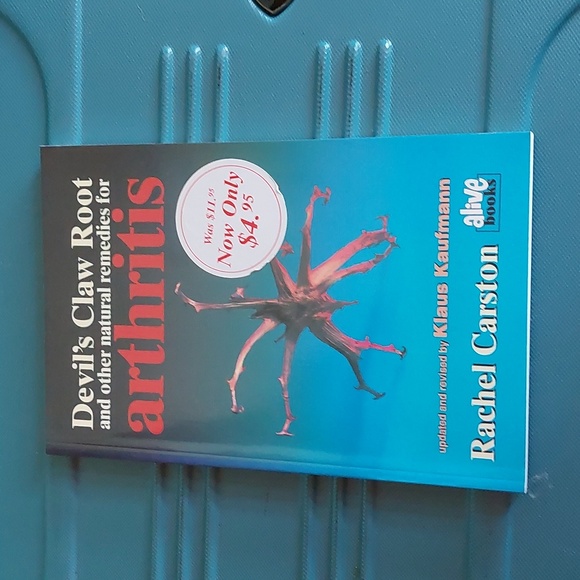 Devil's Claw Root
and other natural remedies for
arthritis
Was $11.95
Now Only
$4.95
updated and revised by Klaus Kaufmann
Rachel Carston
alive
books